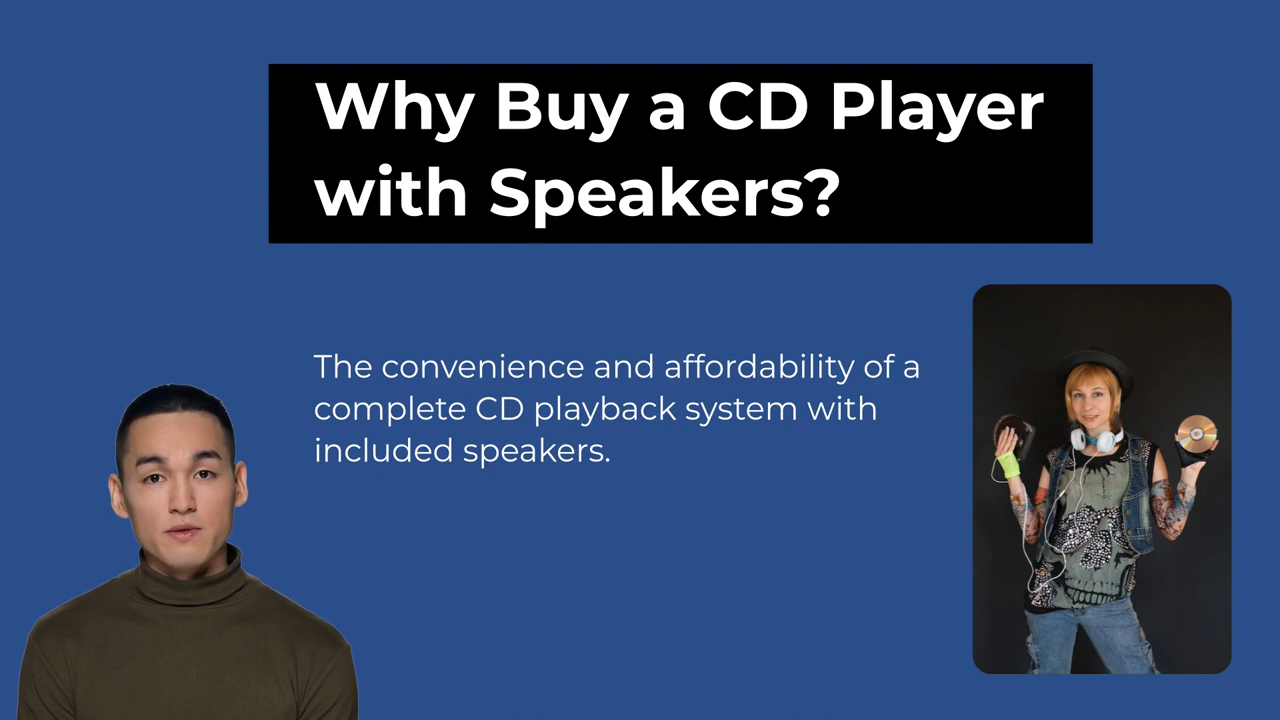 Why Buy a CD Player
with Speakers?
The convenience and affordability of a
complete CD playback system with
included speakers.